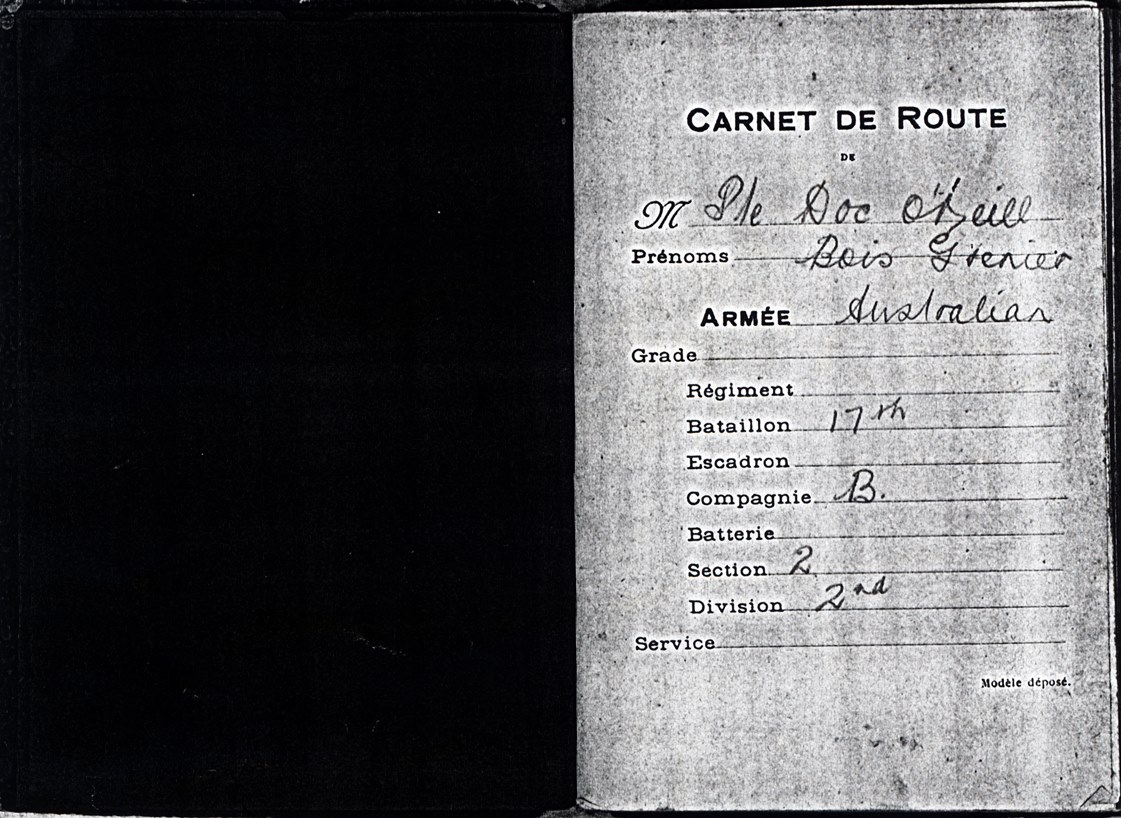 CARNET DE ROUTE
DE
M Pte Doc O'Neill
Prénoms Bois Grenier
ARMÉE Australian
Grade
Régiment
Bataillon 17th
Escadron
Compagnie B.
Batterie
Section 2
Division 2nd
Service
Modèle déposé.